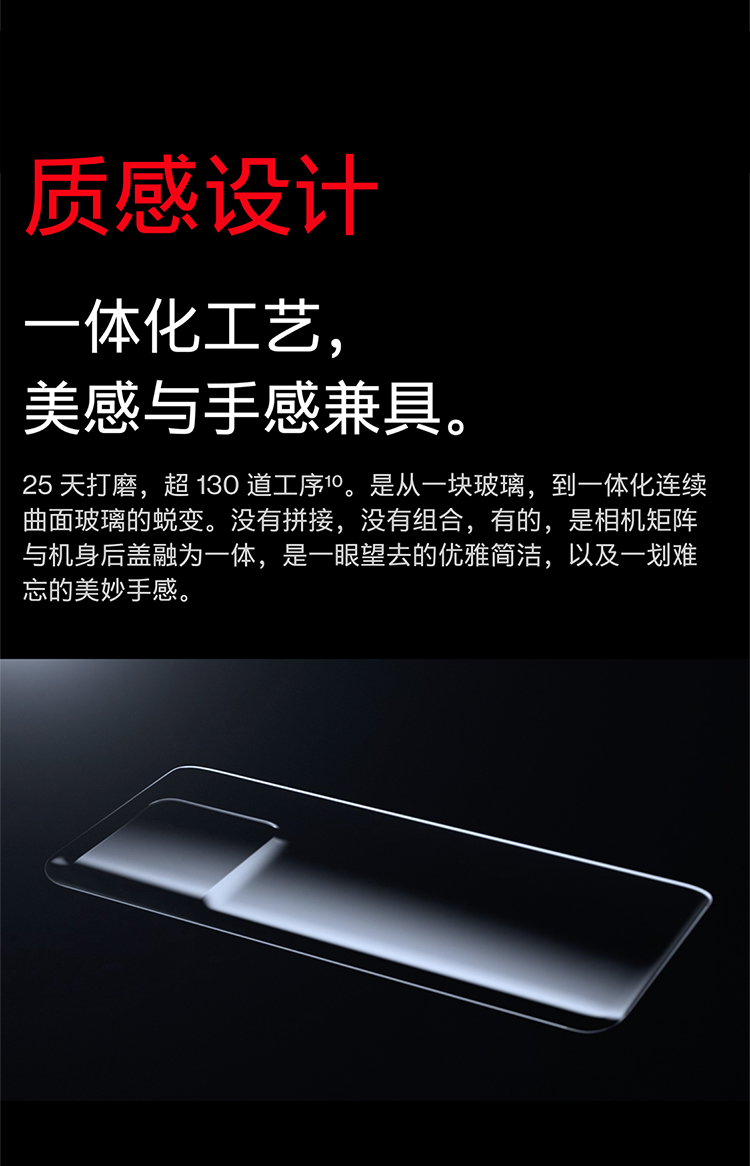 质感设计
一体化工艺，
美感与手感兼具。
25 天打磨，超 130 道工序¹⁰。是从一块玻璃，到一体化连续
曲面玻璃的蜕变。没有拼接，没有组合，有的，是相机矩阵
与机身后盖融为一体，是一眼望去的优雅简洁，以及一划难
忘的美妙手感。